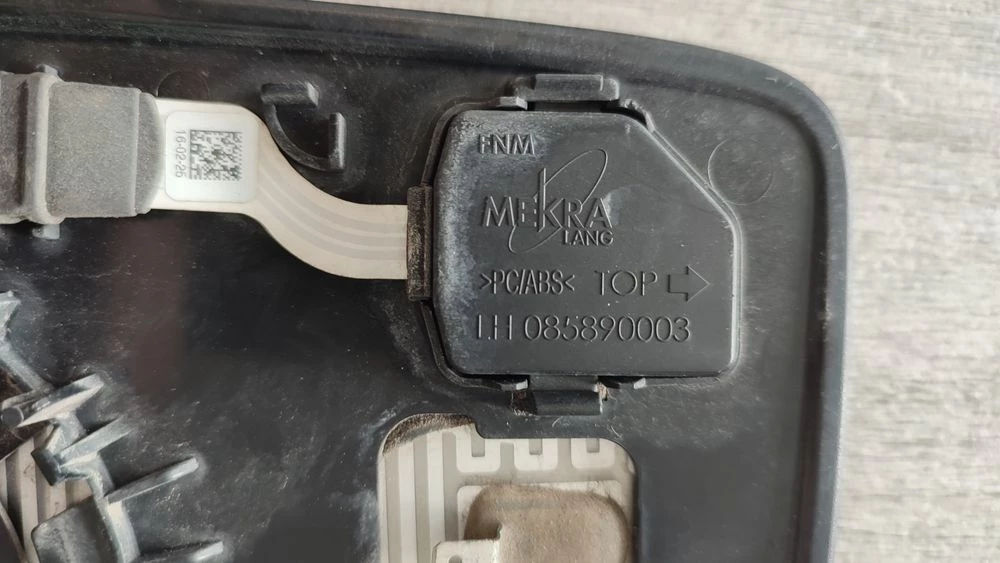 16-02-26
FNM
MEKRA
LANG
>PC/ABS< TOP
LH 085890003